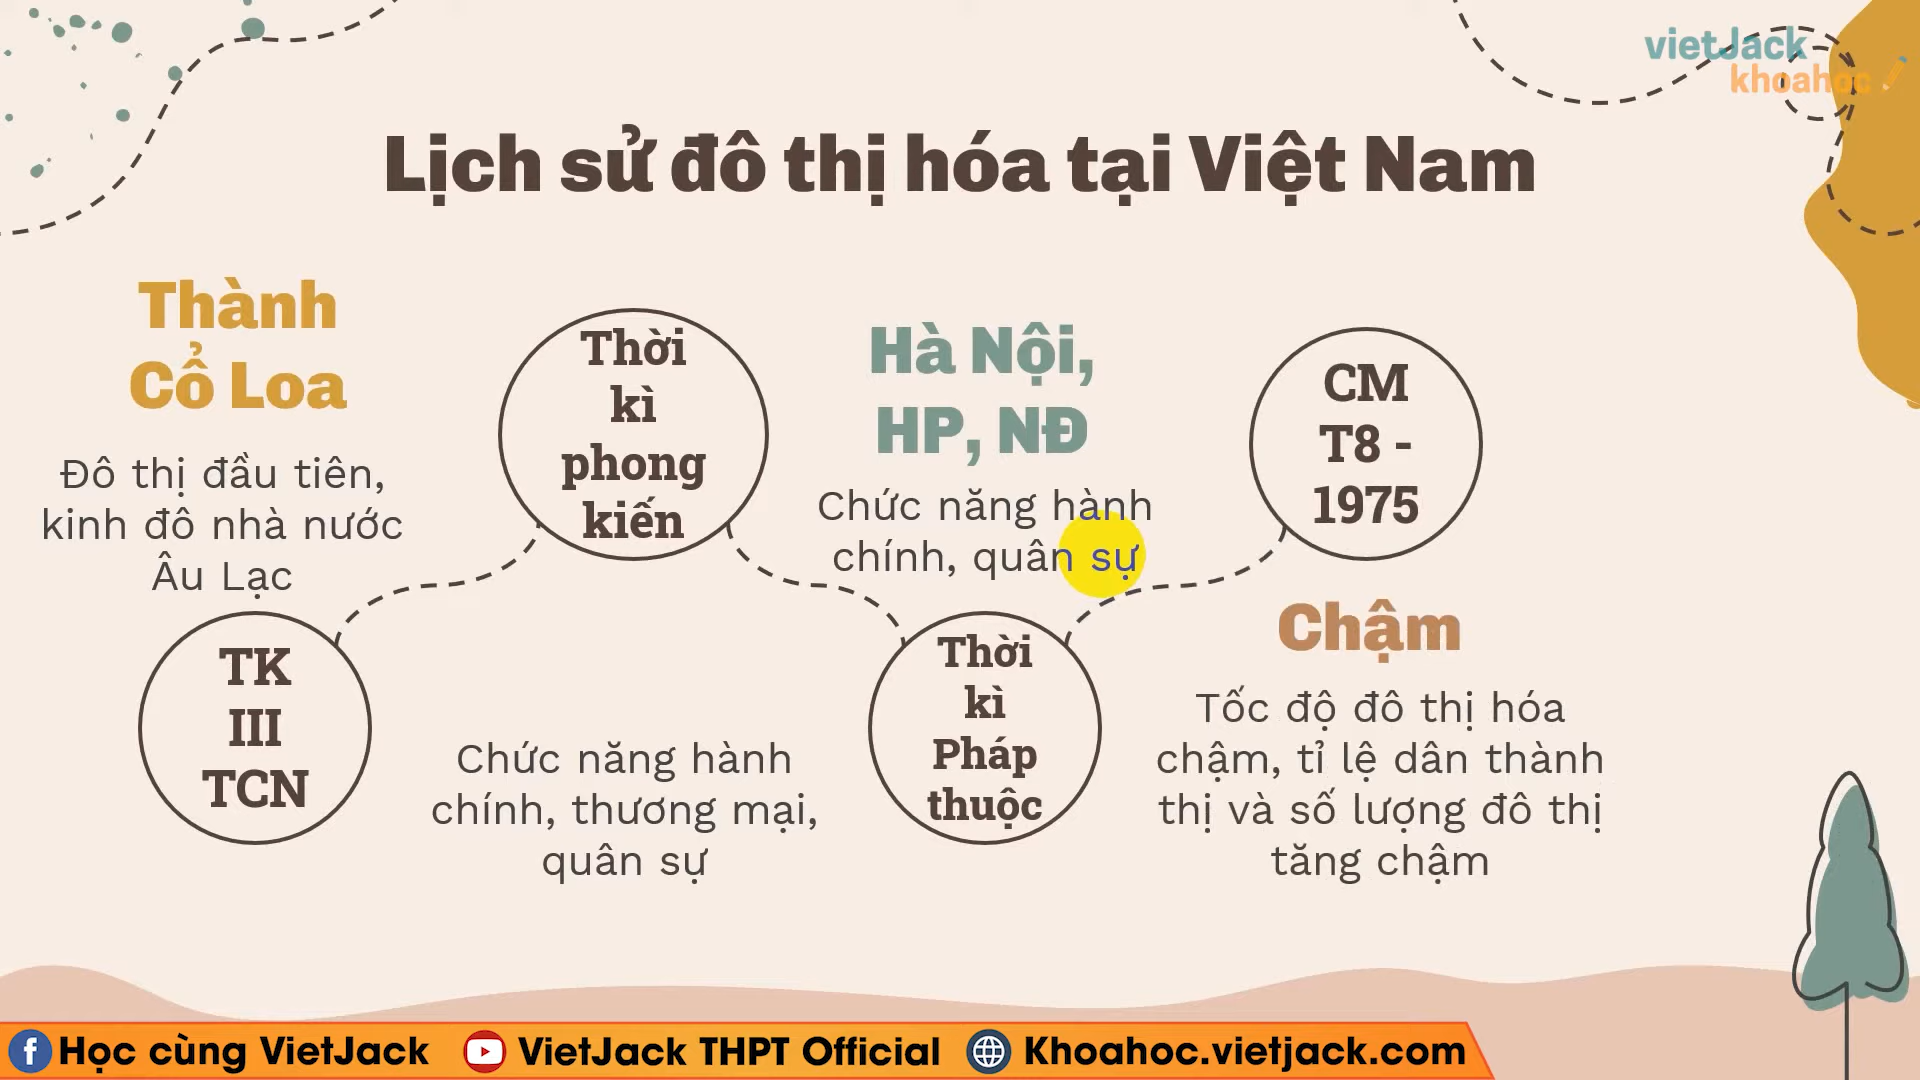 vietJack
khoahoc
Lịch sử đô thị hóa tại Việt Nam
Thành
Cổ Loa
Đô thị đầu tiên,
kinh đô nhà nước
Âu Lạc
TK
III
TCN
Thời
kì
phong
kiến
Chức năng hành
chính, thương mại,
quân sự
Hà Nội,
HP, NĐ
Chức năng hành
chính, quân sự
Thời
kì
Pháp
thuộc
CM
T8 -
1975
Chậm
Tốc độ đô thị hóa
chậm, tỉ lệ dân thành
thị và số lượng đô thị
tăng chậm
Học cùng VietJack
VietJack THPT Official
Khoahoc.vietjack.com